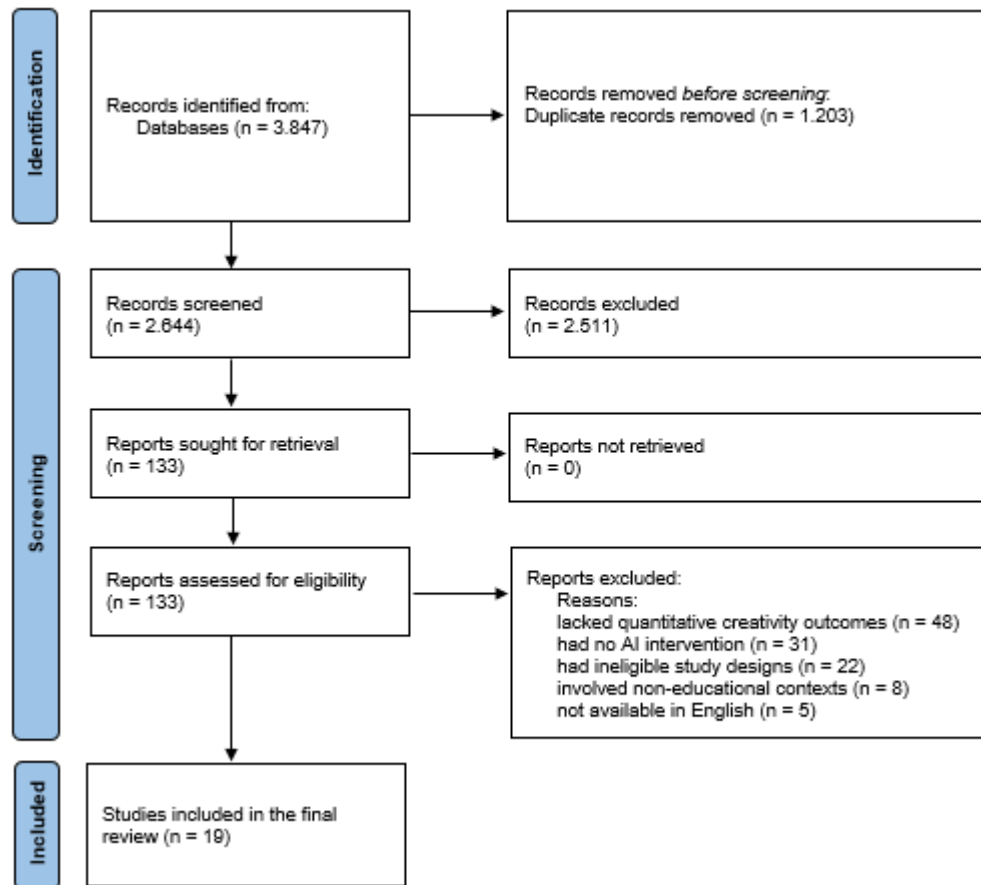 Identification
Records identified from:
Databases (n = 3.847)
Records removed before screening:
Duplicate records removed (n = 1.203)
Screening
Records screened
(n = 2.644)
Records excluded
(n = 2.511)
Reports sought for retrieval
(n = 133)
Reports not retrieved
(n = 0)
Reports assessed for eligibility
(n = 133)
Reports excluded:
Reasons:
lacked quantitative creativity outcomes (n = 48)
had no AI intervention (n = 31)
had ineligible study designs (n = 22)
involved non-educational contexts (n = 8)
not available in English (n = 5)
Included
Studies included in the final
review (n = 19)